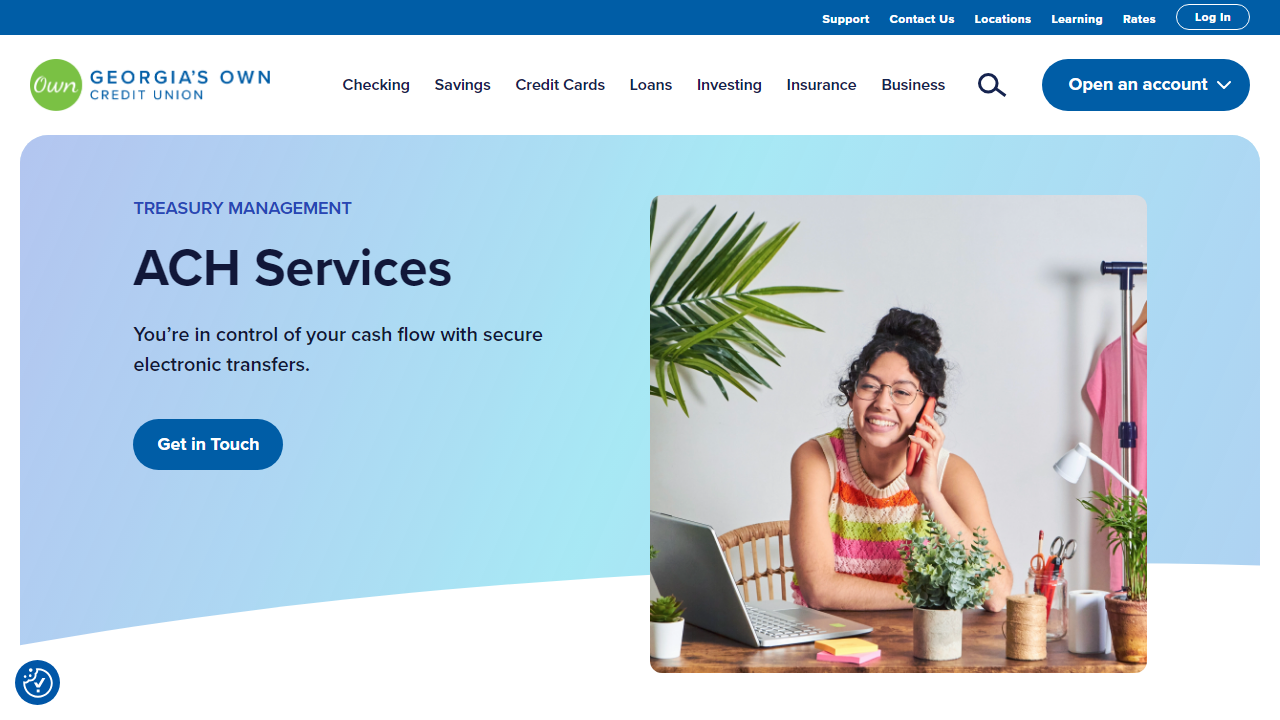 Support
Contact Us
Locations
Learning
Rates
Log In
Own
GEORGIA'S OWN
CREDIT UNION
Checking
Savings
Credit Cards
Loans
Investing
Insurance
Business
Open an account
TREASURY MANAGEMENT
ACH Services
You’re in control of your cash flow with secure
electronic transfers.
Get in Touch